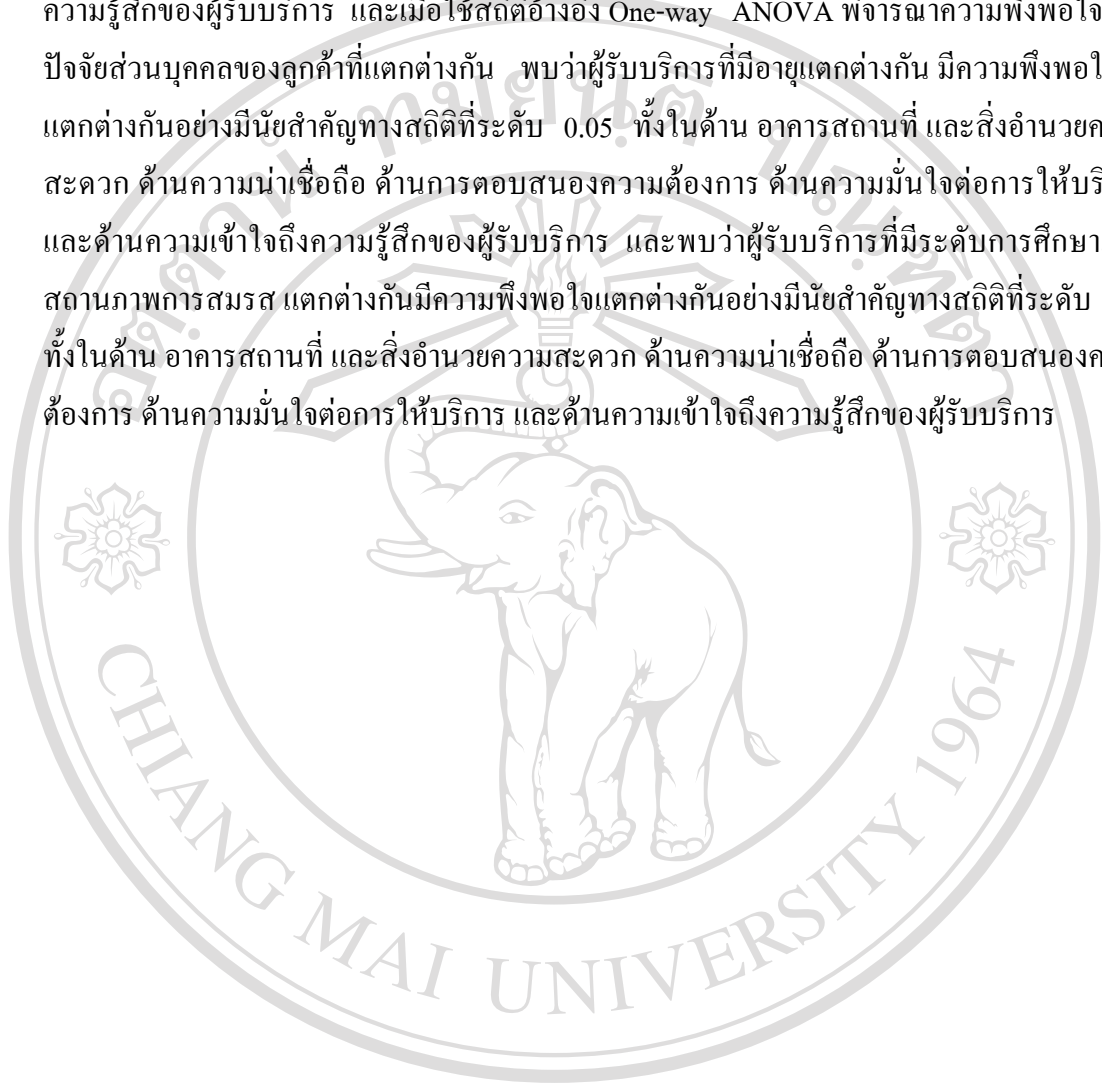 ความรู้สึกของผู้รับบริการ และเมื่อใช้สถิติอ้างอิง One-way ANOVA พิจารณาความพึงพอใจ
ปัจจัยส่วนบุคคลของลูกค้าที่แตกต่างกัน พบว่าผู้รับบริการที่มีอายุแตกต่างกัน มีความพึงพอใ
แตกต่างกันอย่างมีนัยสำคัญทางสถิติที่ระดับ 0.05 ทั้งในด้าน อาคารสถานที่ และสิ่งอำนวยค
สะดวก ด้านความน่าเชื่อถือ ด้านการตอบสนองความต้องการ ด้านความมั่นใจต่อการให้บริ
และด้านความเข้าใจถึงความรู้สึกของผู้รับบริการ และพบว่าผู้รับบริการที่มีระดับการศึกษา
สถานภาพการสมรส แตกต่างกันมีความพึงพอใจแตกต่างกันอย่างมีนัยสำคัญทางสถิติที่ระดับ
ทั้งในด้าน อาคารสถานที่ และสิ่งอำนวยความสะดวก ด้านความน่าเชื่อถือ ด้านการตอบสนองค
ต้องการ ด้านความมั่นใจต่อการให้บริการ และด้านความเข้าใจถึงความรู้สึกของผู้รับบริการ
อตฺตานํ ทมยนฺติ ปณฺฑิตา
CHIANG MAI UNIVERSITY 1964